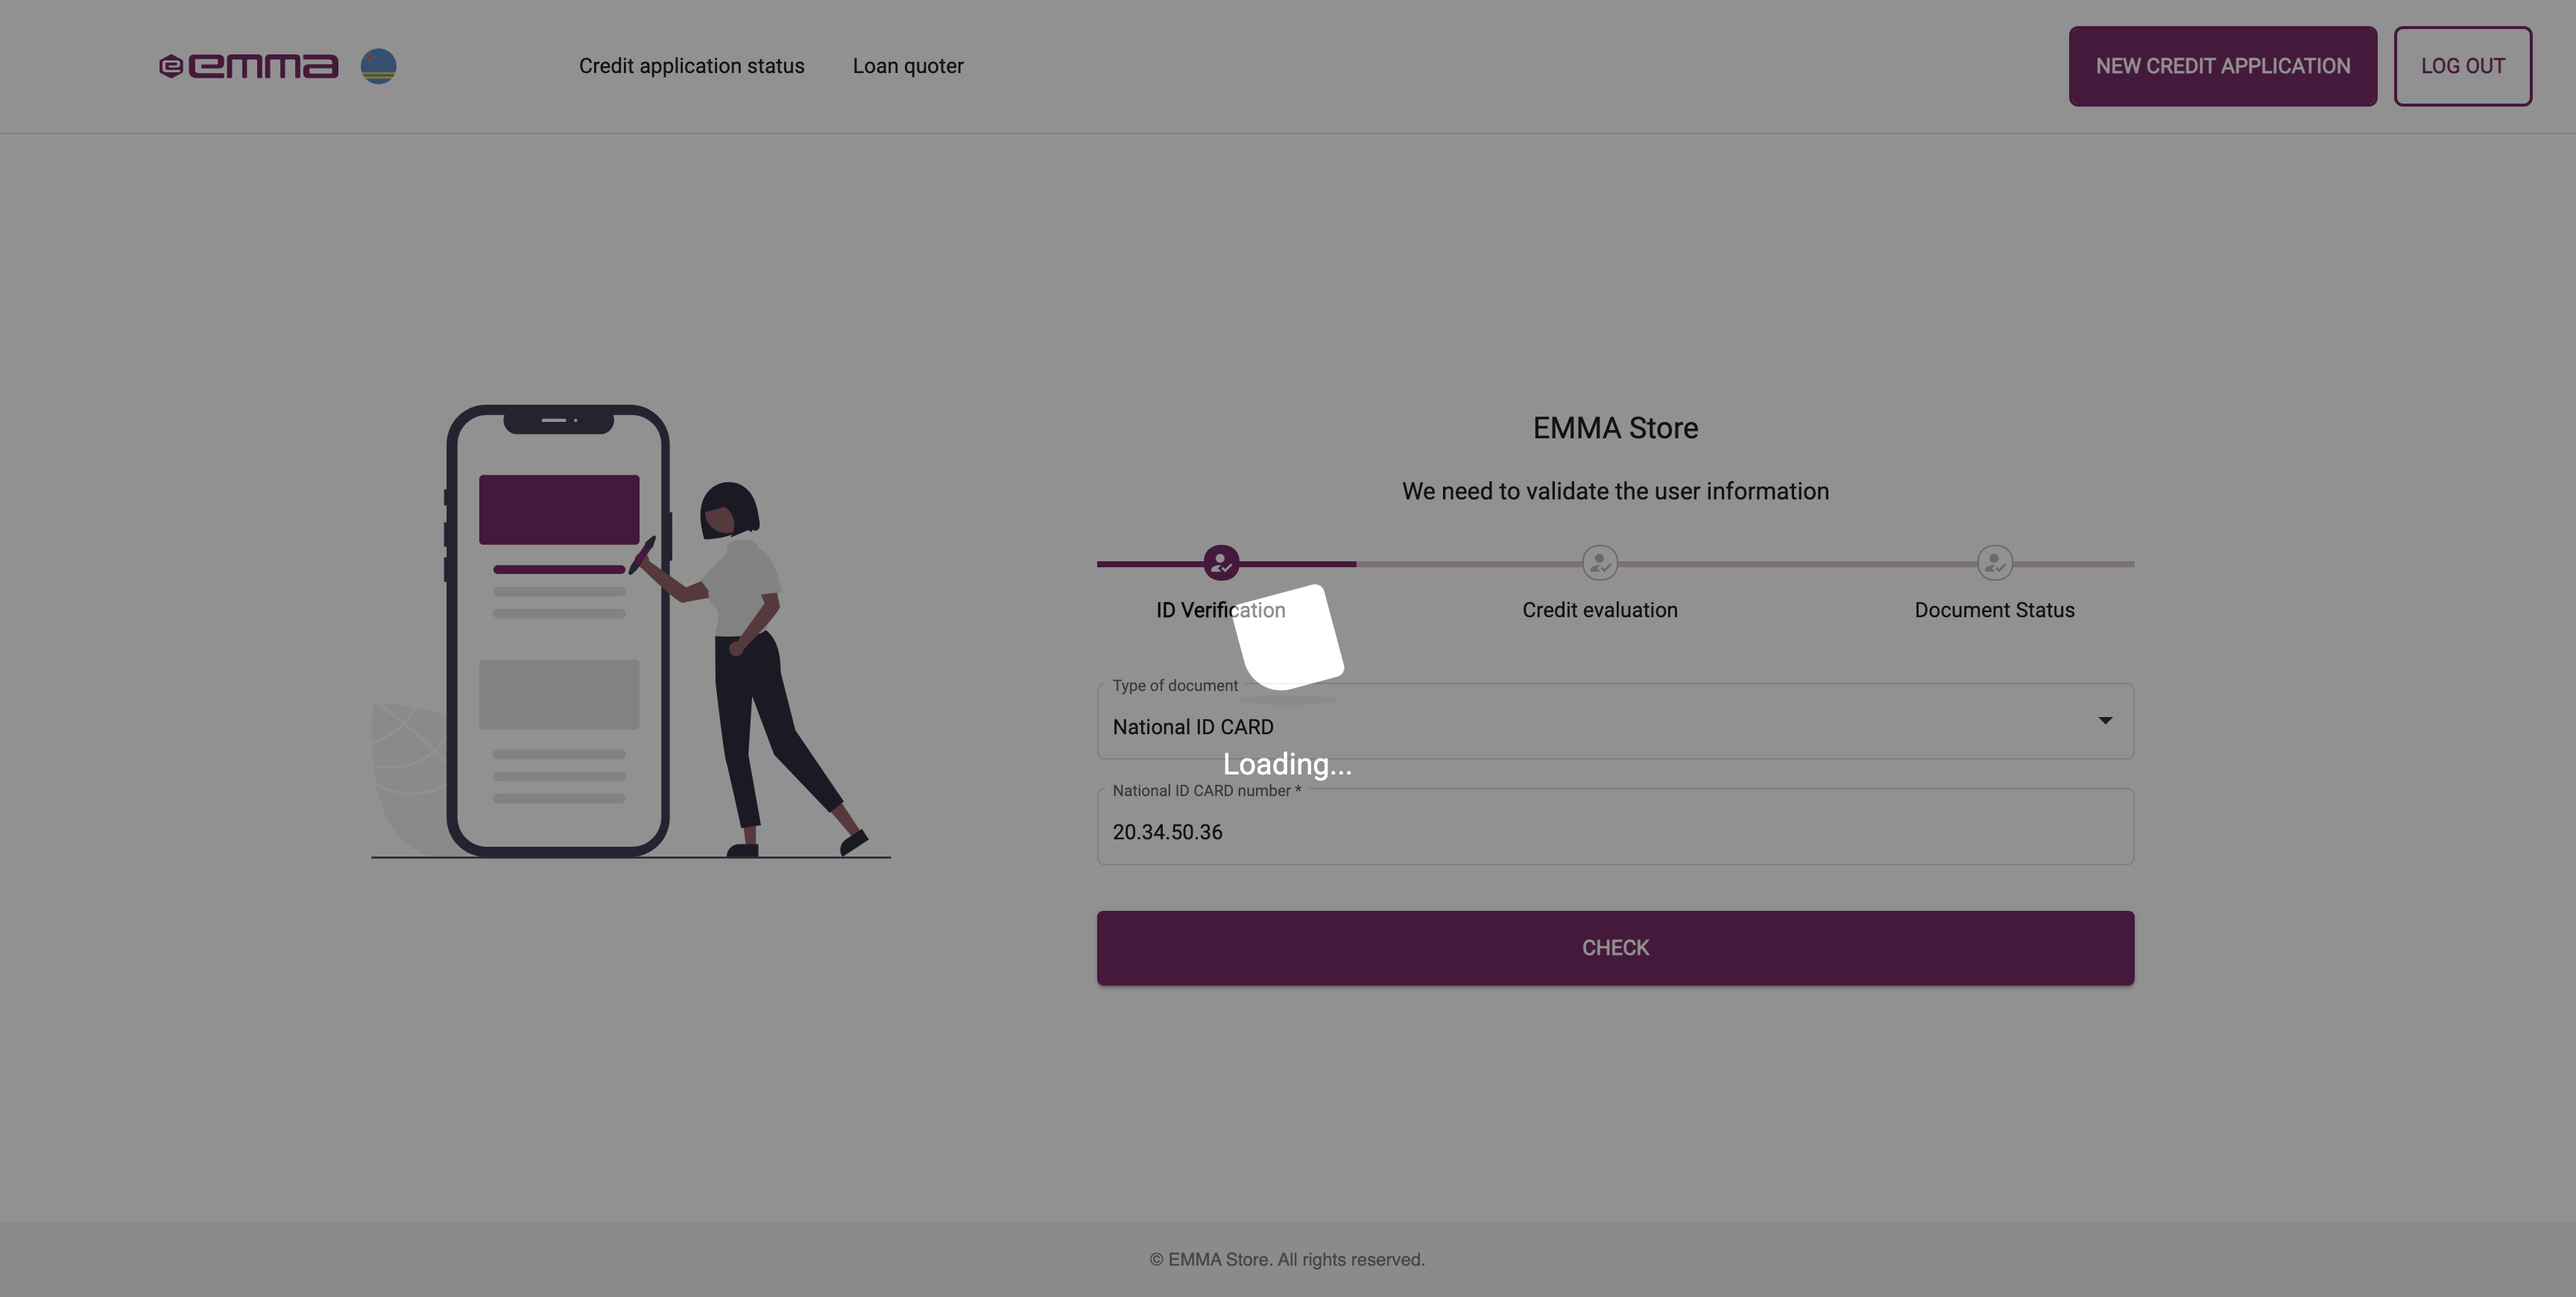 emma
Credit application status
Loan quoter
NEW CREDIT APPLICATION
LOG OUT
EMMA Store
We need to validate the user information
ID Verification
Credit evaluation
Document Status
Type of document
National ID CARD
Loading...
National ID CARD number *
20.34.50.36
CHECK
© EMMA Store. All rights reserved.